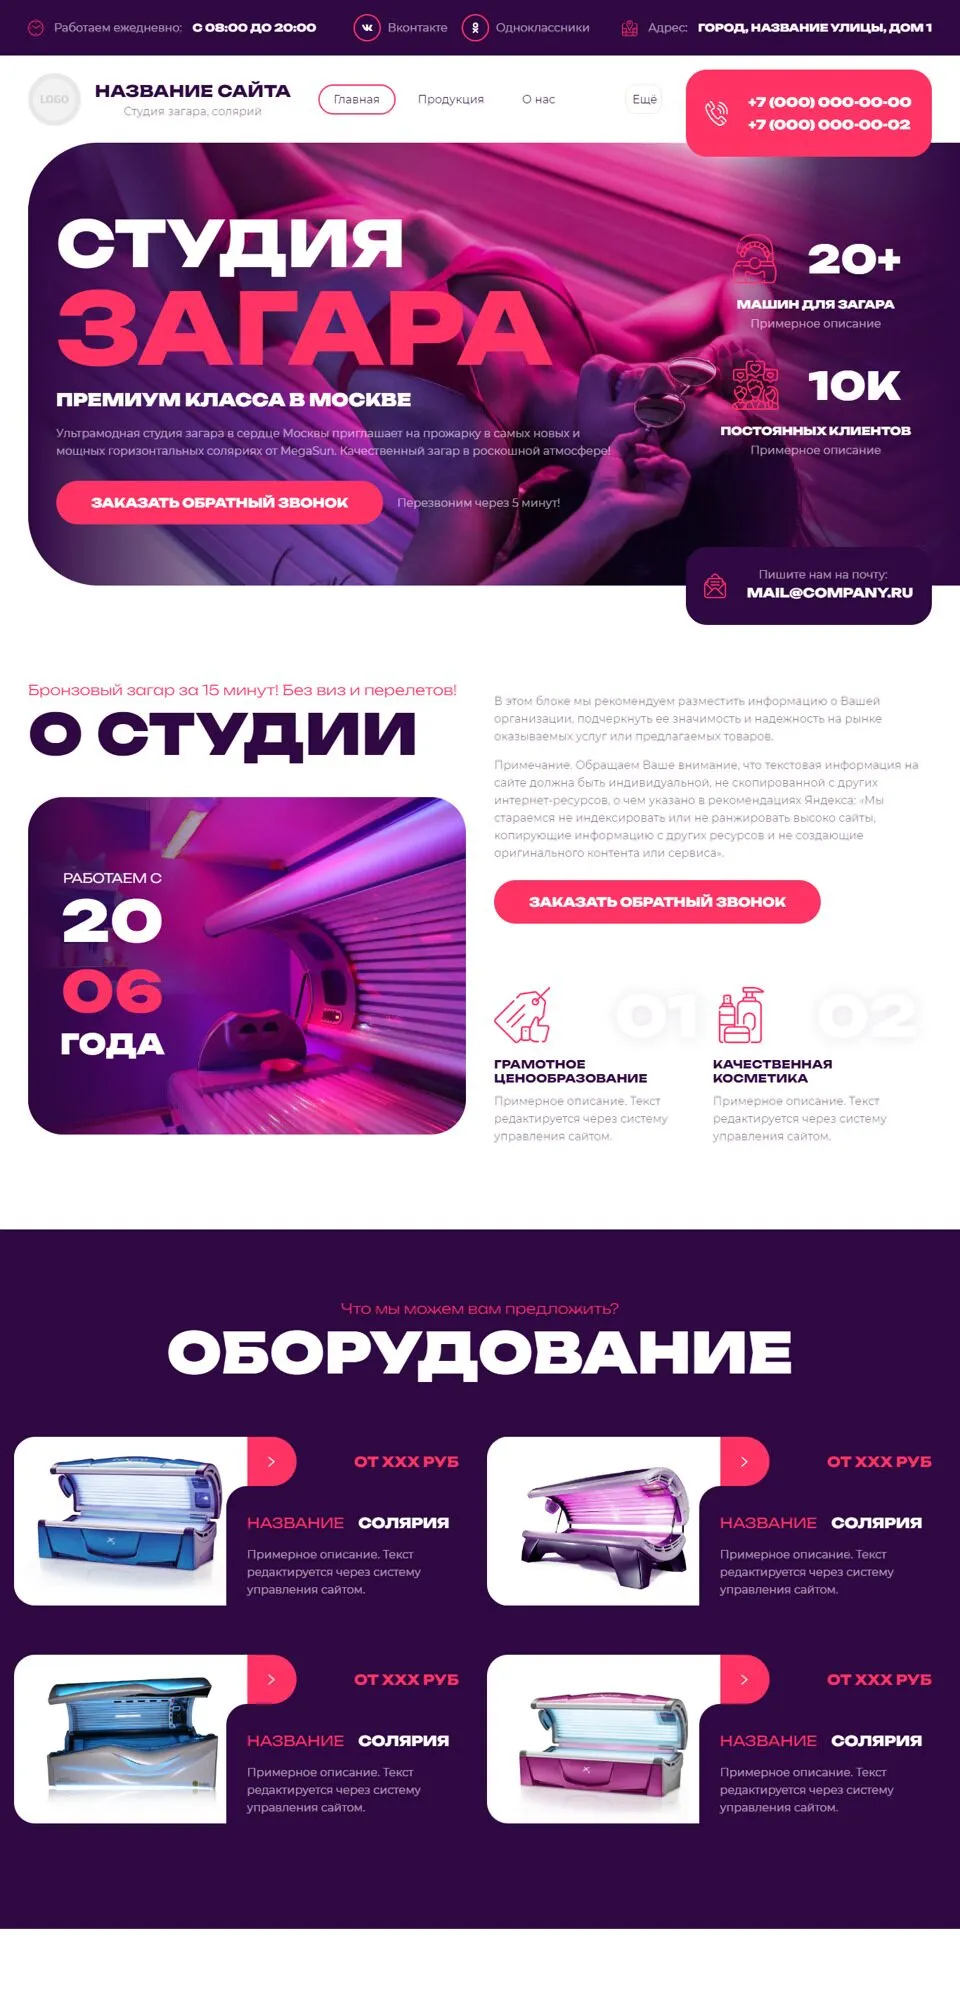 Работаем ежедневно: С 08:00 ДО 20:00
Вконтакте
Одноклассники
Адрес: ГОРОД, НАЗВАНИЕ УЛИЦЫ, ДОМ 1
LOGO
НАЗВАНИЕ САЙТА
Студия загара, солярий
Главная
Продукция
О нас
Ещё
+7 (000) 000-00-00
+7 (000) 000-00-02
СТУДИЯ
ЗАГАРА
ПРЕМИУМ КЛАССА В МОСКВЕ
Ультрамодная студия загара в сердце Москвы приглашает на прожарку в самых новых и
мощных горизонтальных соляриях от MegaSun. Качественный загар в роскошной атмосфере!
ЗАКАЗАТЬ ОБРАТНЫЙ ЗВОНОК
Перезвоним через 5 минут!
20+
МАШИН ДЛЯ ЗАГАРА
Примерное описание
10K
ПОСТОЯННЫХ КЛИЕНТОВ
Примерное описание
Пишите нам на почту:
MAIL@COMPANY.RU
Бронзовый загар за 15 минут! Без виз и перелетов!
О СТУДИИ
РАБОТАЕМ С
20
06
ГОДА
В этом блоке мы рекомендуем разместить информацию о Вашей
организации, подчеркнуть ее значимость и надежность на рынке
оказываемых услуг или предлагаемых товаров.
Примечание. Обращаем Ваше внимание, что текстовая информация на
сайте должна быть индивидуальной, не скопированной с других
интернет-ресурсов, о чем указано в рекомендациях Яндекса: «Мы
стараемся не индексировать или не ранжировать высоко сайты,
копирующие информацию с других ресурсов и не создающие
оригинального контента или сервиса».
ЗАКАЗАТЬ ОБРАТНЫЙ ЗВОНОК
01
ГРАМОТНОЕ
ЦЕНООБРАЗОВАНИЕ
Примерное описание. Текст
редактируется через систему
управления сайтом.
02
КАЧЕСТВЕННАЯ
КОСМЕТИКА
Примерное описание. Текст
редактируется через систему
управления сайтом.
Что мы можем вам предложить?
ОБОРУДОВАНИЕ
ОТ XXX РУБ
НАЗВАНИЕ СОЛЯРИЯ
Примерное описание. Текст
редактируется через систему
управления сайтом.
ОТ XXX РУБ
НАЗВАНИЕ СОЛЯРИЯ
Примерное описание. Текст
редактируется через систему
управления сайтом.
ОТ XXX РУБ
НАЗВАНИЕ СОЛЯРИЯ
Примерное описание. Текст
редактируется через систему
управления сайтом.
ОТ XXX РУБ
НАЗВАНИЕ СОЛЯРИЯ
Примерное описание. Текст
редактируется через систему
управления сайтом.